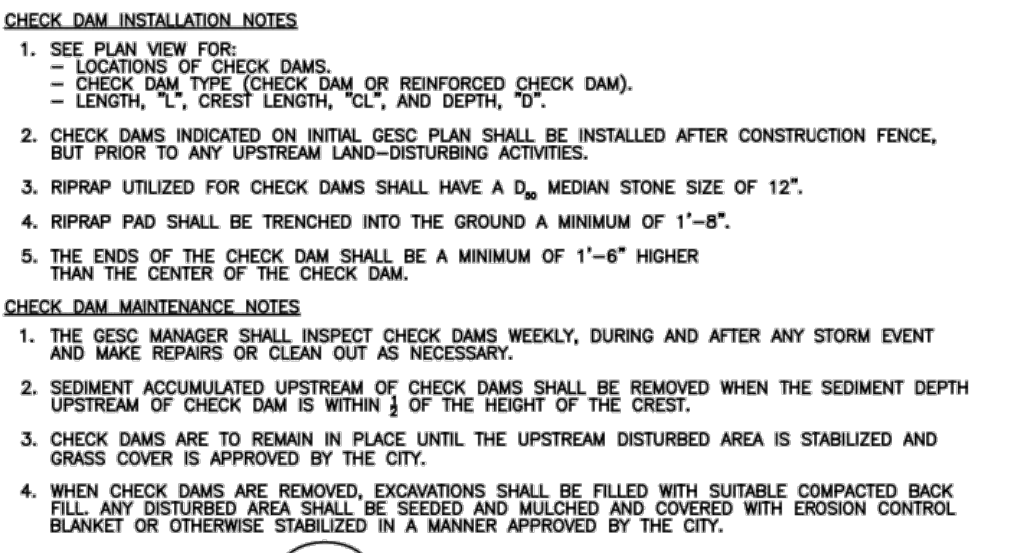 CHECK DAM INSTALLATION NOTES
1. SEE PLAN VIEW FOR:
– LOCATIONS OF CHECK DAMS.
– CHECK DAM TYPE (CHECK DAM OR REINFORCED CHECK DAM).
– LENGTH, "L", CREST LENGTH, "CL", AND DEPTH, "D".
2. CHECK DAMS INDICATED ON INITIAL GESC PLAN SHALL BE INSTALLED AFTER CONSTRUCTION FENCE,
BUT PRIOR TO ANY UPSTREAM LAND–DISTURBING ACTIVITIES.
3. RIPRAP UTILIZED FOR CHECK DAMS SHALL HAVE A D50 MEDIAN STONE SIZE OF 12".
4. RIPRAP PAD SHALL BE TRENCHED INTO THE GROUND A MINIMUM OF 1'–8".
5. THE ENDS OF THE CHECK DAM SHALL BE A MINIMUM OF 1'–6" HIGHER
THAN THE CENTER OF THE CHECK DAM.
CHECK DAM MAINTENANCE NOTES
1. THE GESC MANAGER SHALL INSPECT CHECK DAMS WEEKLY, DURING AND AFTER ANY STORM EVENT
AND MAKE REPAIRS OR CLEAN OUT AS NECESSARY.
2. SEDIMENT ACCUMULATED UPSTREAM OF CHECK DAMS SHALL BE REMOVED WHEN THE SEDIMENT DEPTH
UPSTREAM OF CHECK DAM IS WITHIN ½ OF THE HEIGHT OF THE CREST.
3. CHECK DAMS ARE TO REMAIN IN PLACE UNTIL THE UPSTREAM DISTURBED AREA IS STABILIZED AND
GRASS COVER IS APPROVED BY THE CITY.
4. WHEN CHECK DAMS ARE REMOVED, EXCAVATIONS SHALL BE FILLED WITH SUITABLE COMPACTED BACK
FILL. ANY DISTURBED AREA SHALL BE SEEDED AND MULCHED AND COVERED WITH EROSION CONTROL
BLANKET OR OTHERWISE STABILIZED IN A MANNER APPROVED BY THE CITY.